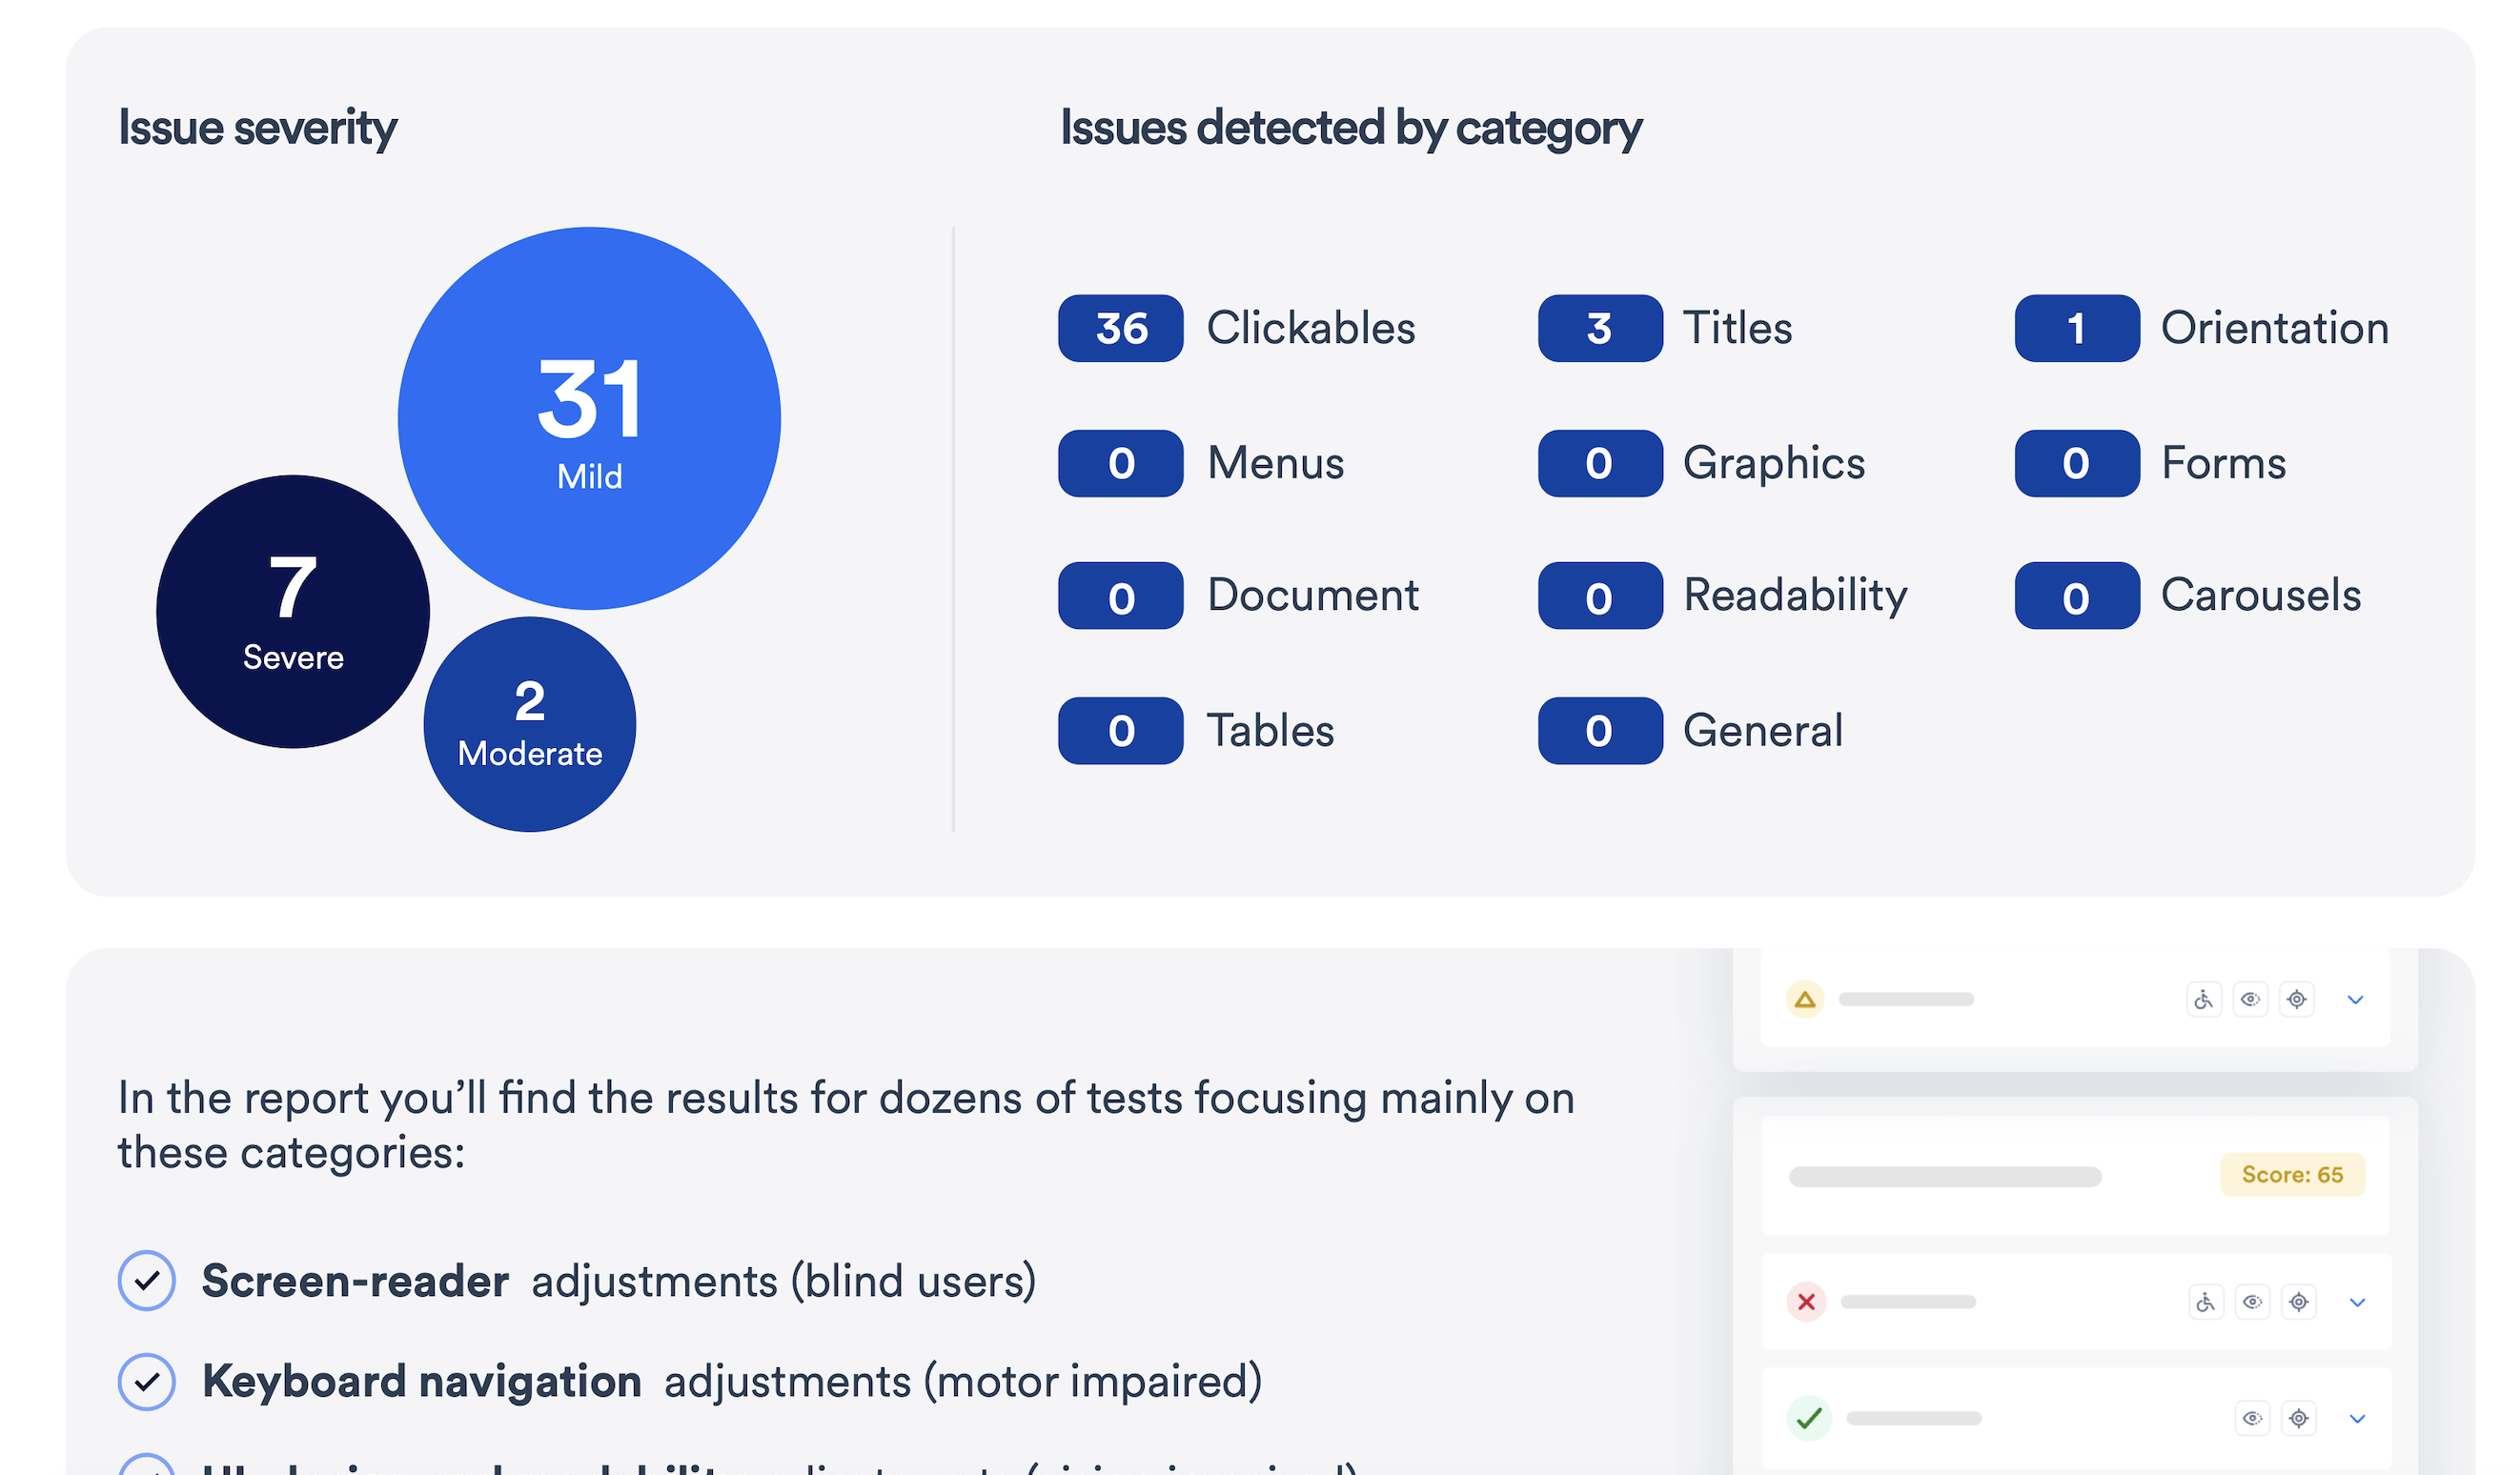 Issue severity
31
Mild
7
Severe
2
Moderate
Issues detected by category
36 Clickables
3 Titles
1 Orientation
0 Menus
0 Graphics
0 Forms
0 Document
0 Readability
0 Carousels
0 Tables
0 General
In the report you’ll find the results for dozens of tests focusing mainly on
these categories:
Screen-reader adjustments (blind users)
Keyboard navigation adjustments (motor impaired)
Score: 65